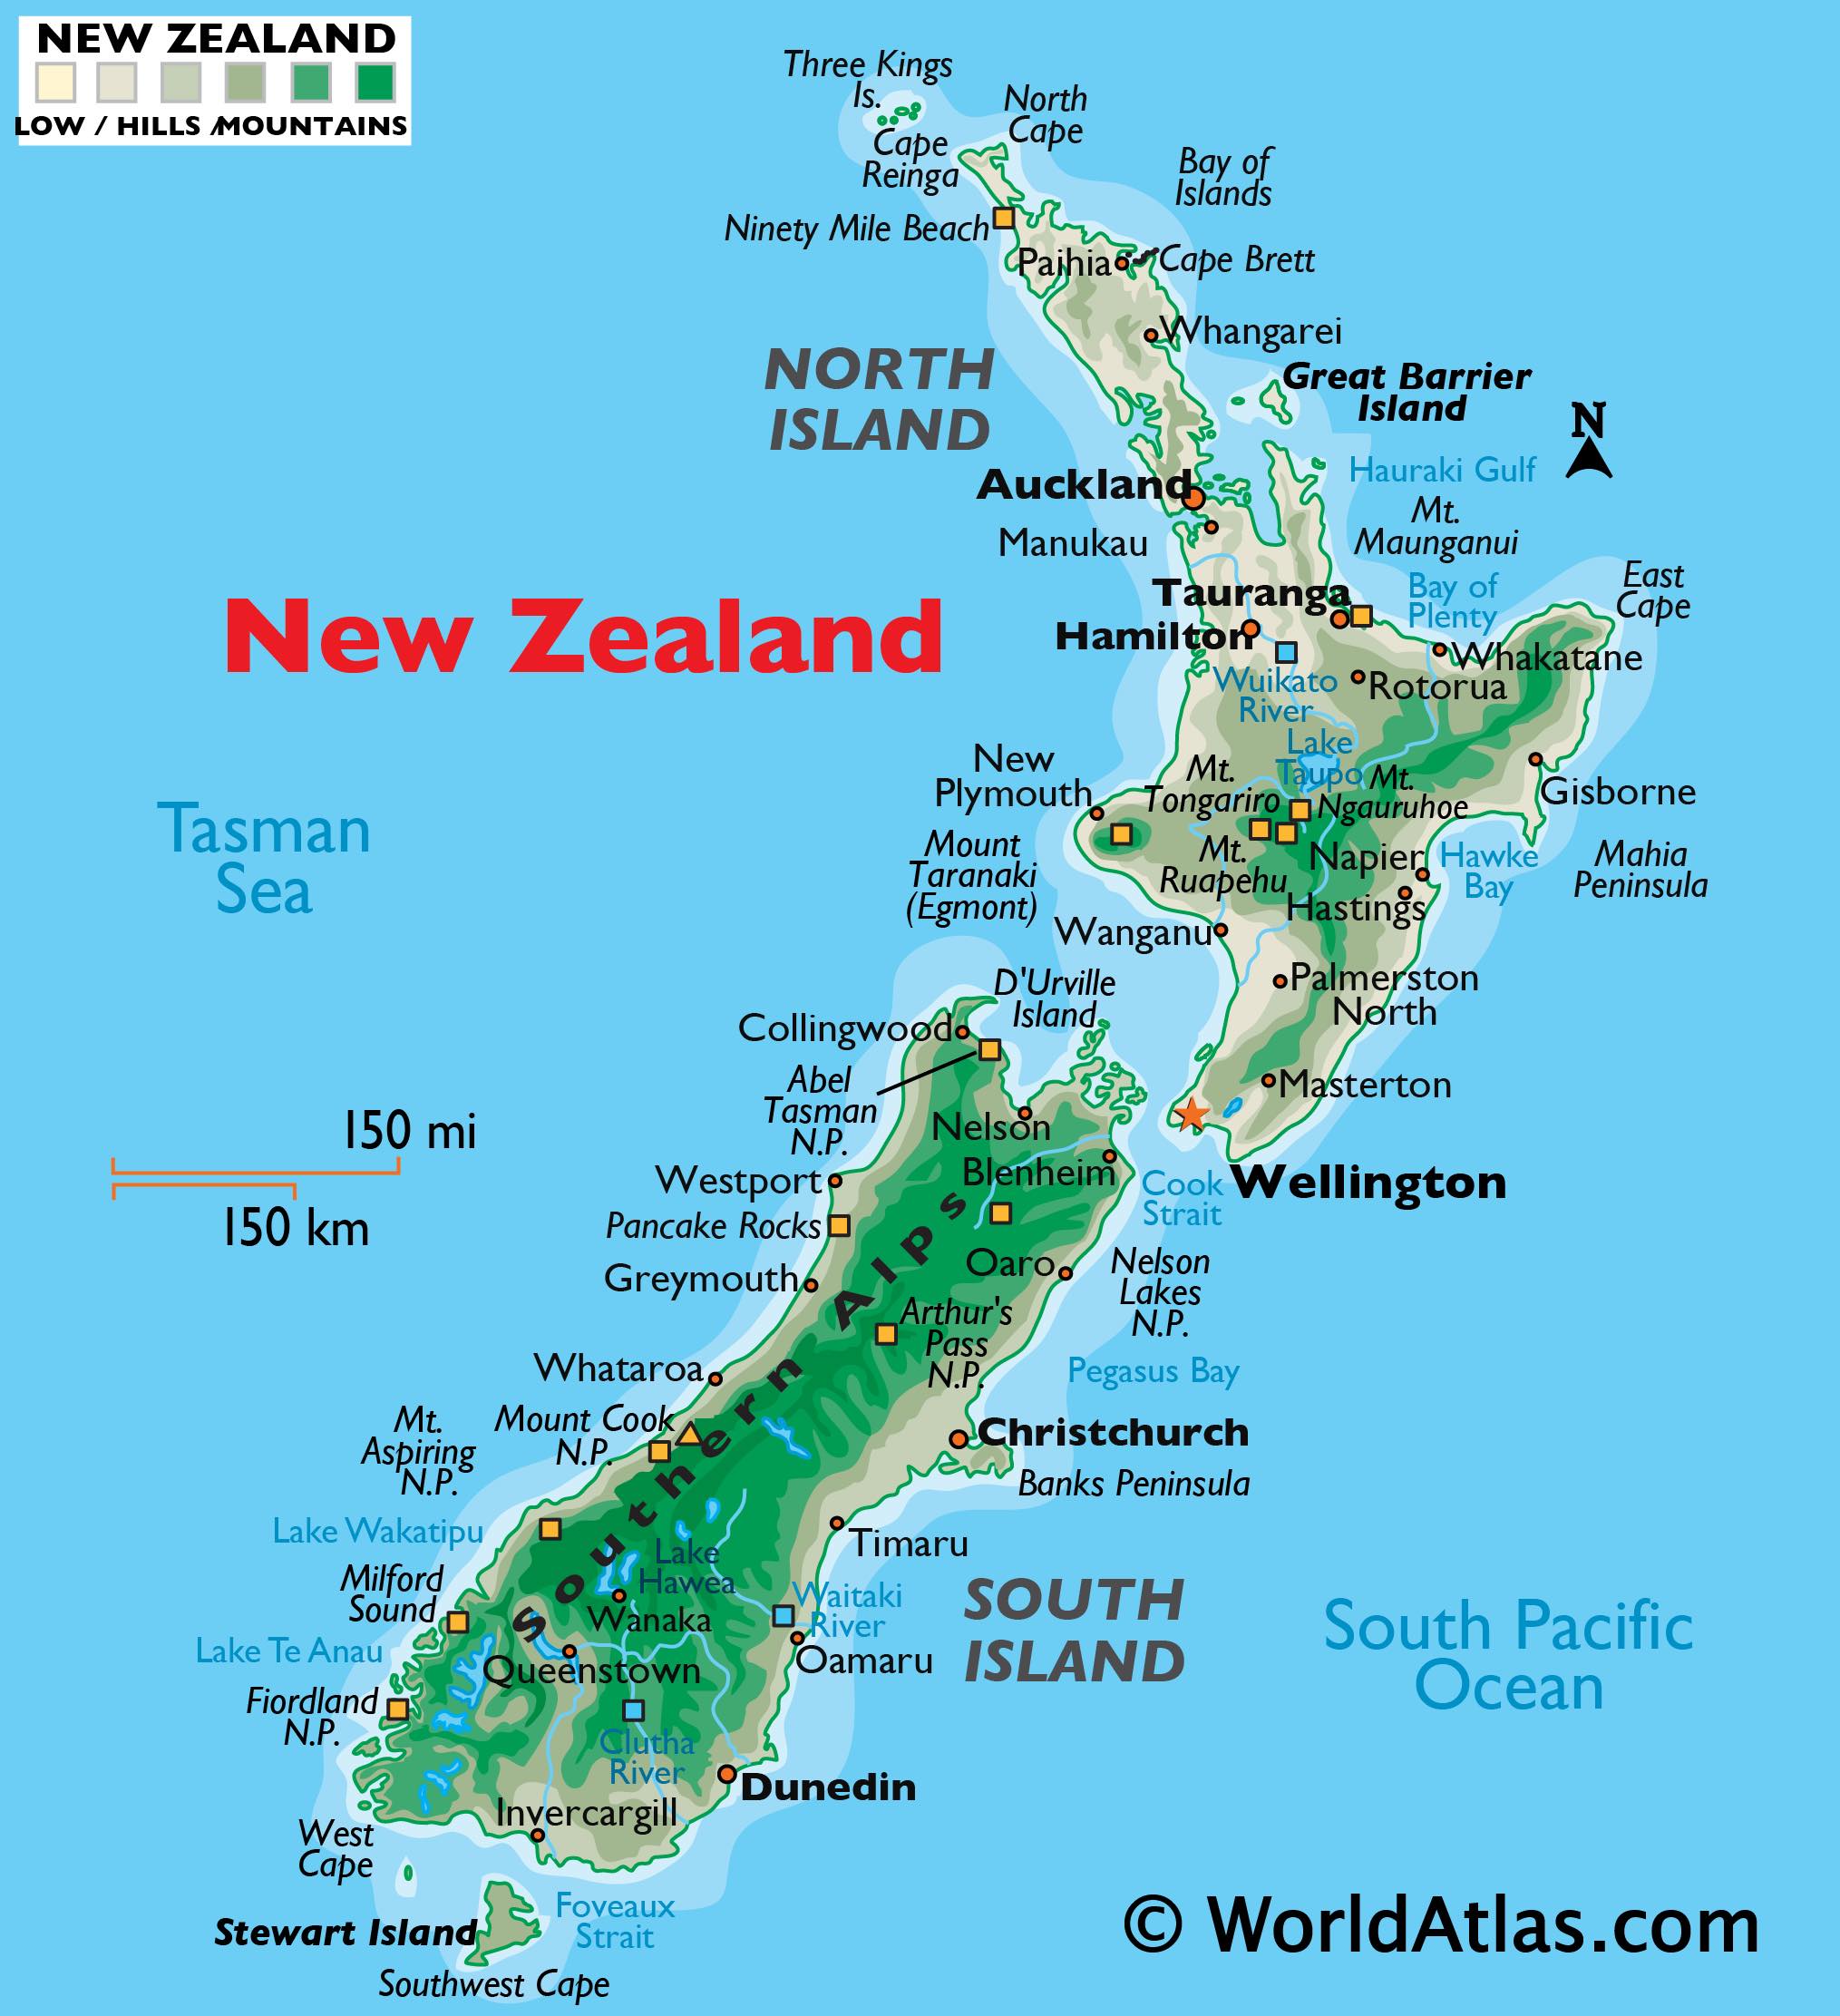 NEW ZEALAND
LOW / HILLS /MOUNTAINS
Three Kings
Is.
North
Cape
Cape
Reinga
Bay of
Islands
Ninety Mile Beach
Paihia
Cape Brett
Whangarei
NORTH
ISLAND
Great Barrier
Island
N
Auckland
Hauraki Gulf
Manukau
Mt.
Maunganui
Tauranga
Bay of
Plenty
East
Cape
New Zealand
Hamilton
Whakatane
Wuikato
River
Rotorua
Lake
Taupo
New
Plymouth
Mt.
Tongariro
Mt.
Ngauruhoe
Gisborne
Tasman
Sea
Mount
Taranaki
(Egmont)
Mt.
Ruapehu
Napier
Hawke
Bay
Mahia
Peninsula
Hastings
Wanganu
Palmerston
North
D'Urville
Island
Collingwood
Abel
Tasman
N.P.
Masterton
150 mi
150 km
Nelson
Blenheim
Westport
Cook
Strait
Wellington
Pancake Rocks
Southern Alps
Oaro
Nelson
Lakes
N.P.
Greymouth
Arthur's
Pass
N.P.
Whataroa
Pegasus Bay
Mount Cook
N.P.
Mt.
Aspiring
N.P.
Christchurch
Banks Peninsula
Lake Wakatipu
Timaru
Lake
Hawea
Milford
Sound
Wanaka
Waitaki
River
SOUTH
ISLAND
South Pacific
Ocean
Lake Te Anau
Queenstown
Oamaru
Fiordland
N.P.
Clutha
River
Dunedin
Invercargill
West
Cape
Stewart Island
Foveaux
Strait
Southwest Cape
© WorldAtlas.com